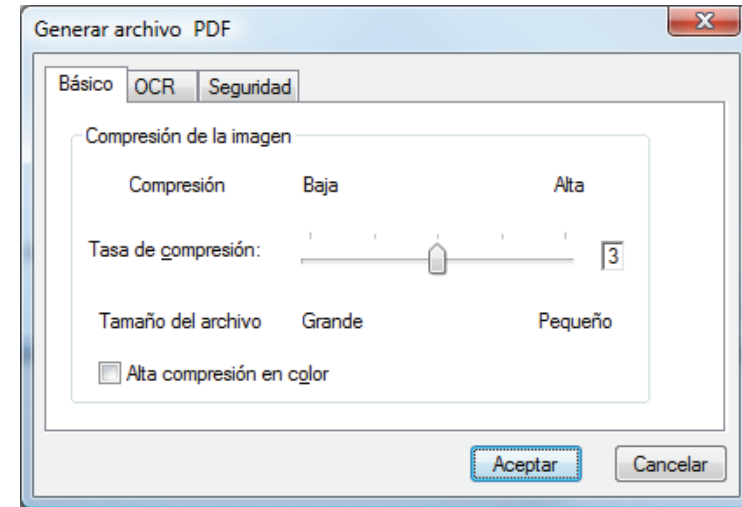 Generar archivo PDF
Básico OCR Seguridad
Compresión de la imagen
Compresión Baja Alta
Tasa de compresión: 3
Tamaño del archivo Grande Pequeño
Alta compresión en color
Aceptar Cancelar